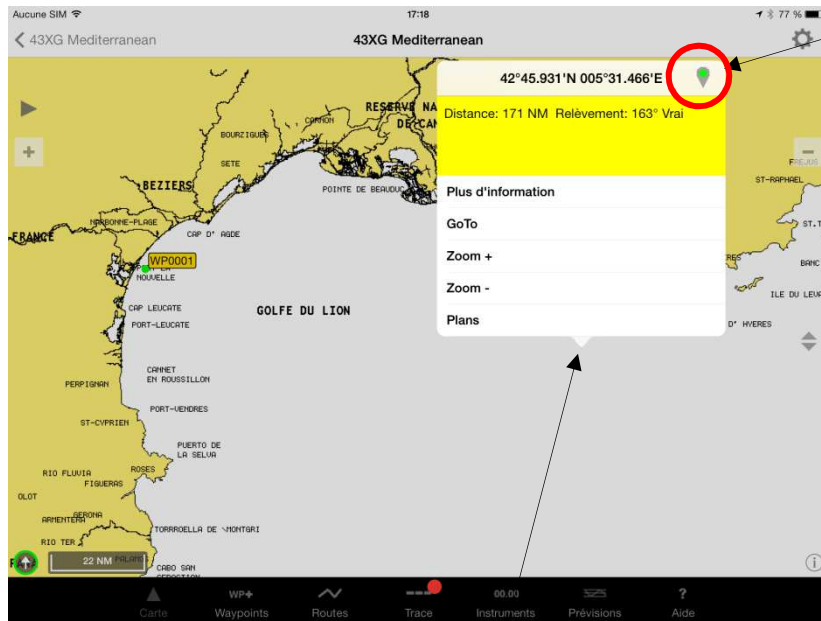 Aucune SIM 17:18 77 %
43XG Mediterranean 43XG Mediterranean
42°45.931'N 005°31.466'E
Distance: 171 NM Relèvement: 163° Vrai
Plus d'information
GoTo
Zoom +
Zoom -
Plans
RESERVE NA
DE CAM
CARNON
BOURZIGUES
SETE
BEZIERS
POINTE DE BEAUDUC
NARBONNE-PLAGE
CAP D' AGDE
FRANCE
WP0001
NOUVELLE
CAP LEUCATE
PORT-LEUCATE
GOLFE DU LION
FREJUS
ST-RAPHAEL
ST.T
BANC
ILE DU LEVA
D' HYERES
CANNET
EN ROUSSILLON
PERPIGNAN
PORT-VENDRES
ST-CYPRIEN
PUERTO DE
LA SELVA
RIO FLUVIA
ROSES
FIGUERAS
OLOT
GERONA
ARMENTERA
TORRROELLA DE \MONTGRI
RIO TER
22 NM
PALAMOS
CABO SAN
SEBASTIAN
WP+ 00.00 ?
Carte Waypoints Routes Trace Instruments Prévisions Aide